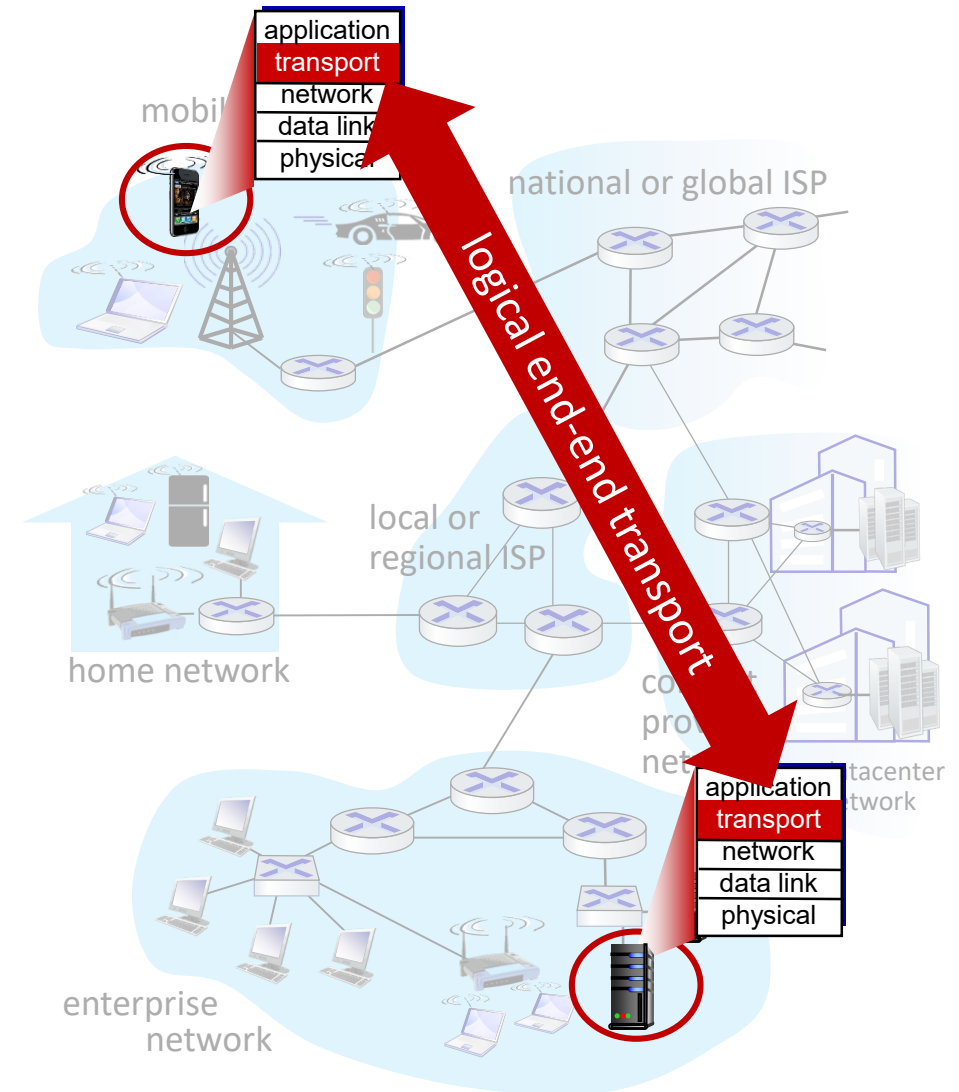 application
transport
network
data link
physical
mobil
national or global ISP
logical end-end transport
local or
regional ISP
home network
application
transport
network
data link
physical
enterprise
network